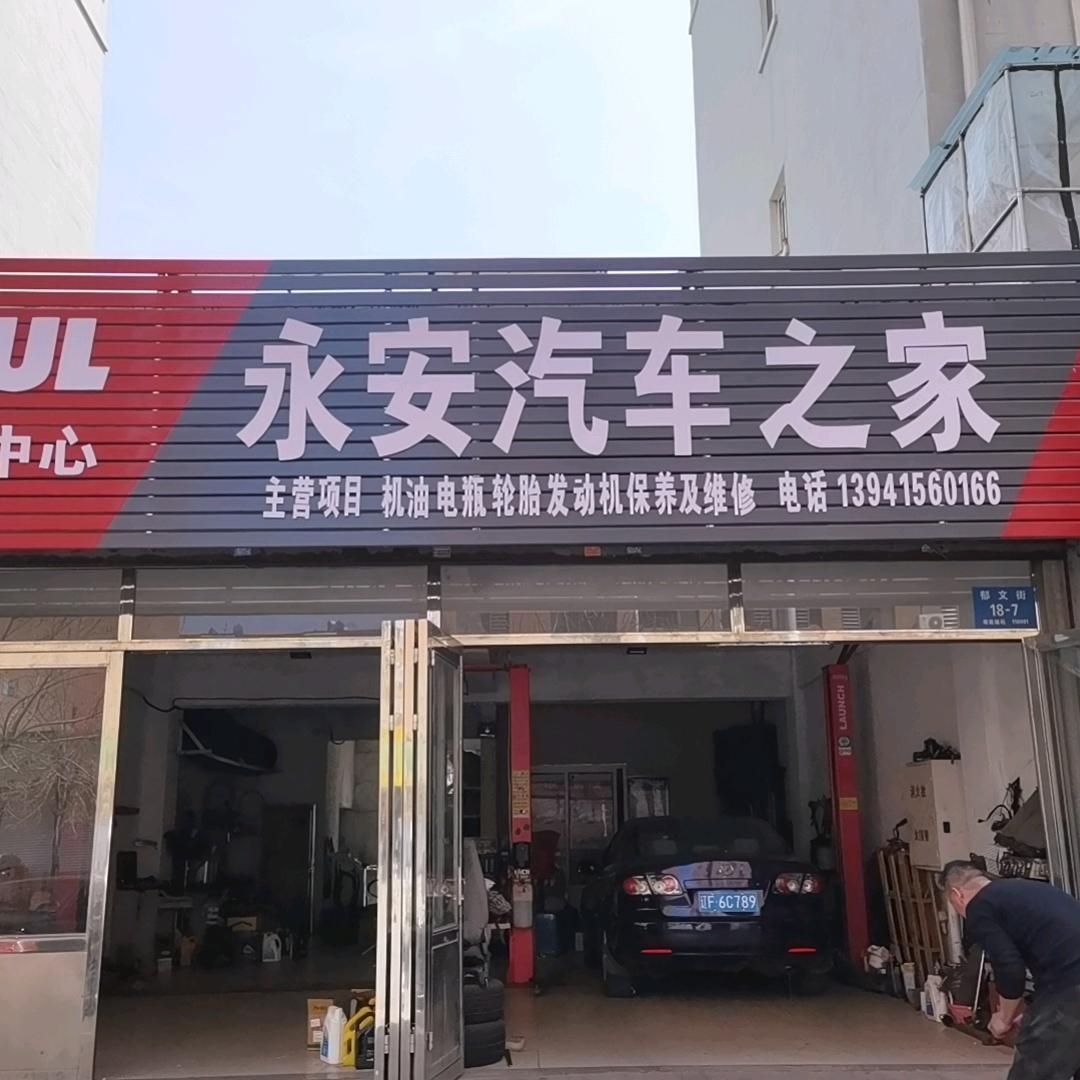 UL
中心
永安汽车之家
主营项目 机油电瓶轮胎发动机保养及维修 电话 13941560166
郁文街
18-7
LAUNCH
辽F·6C789